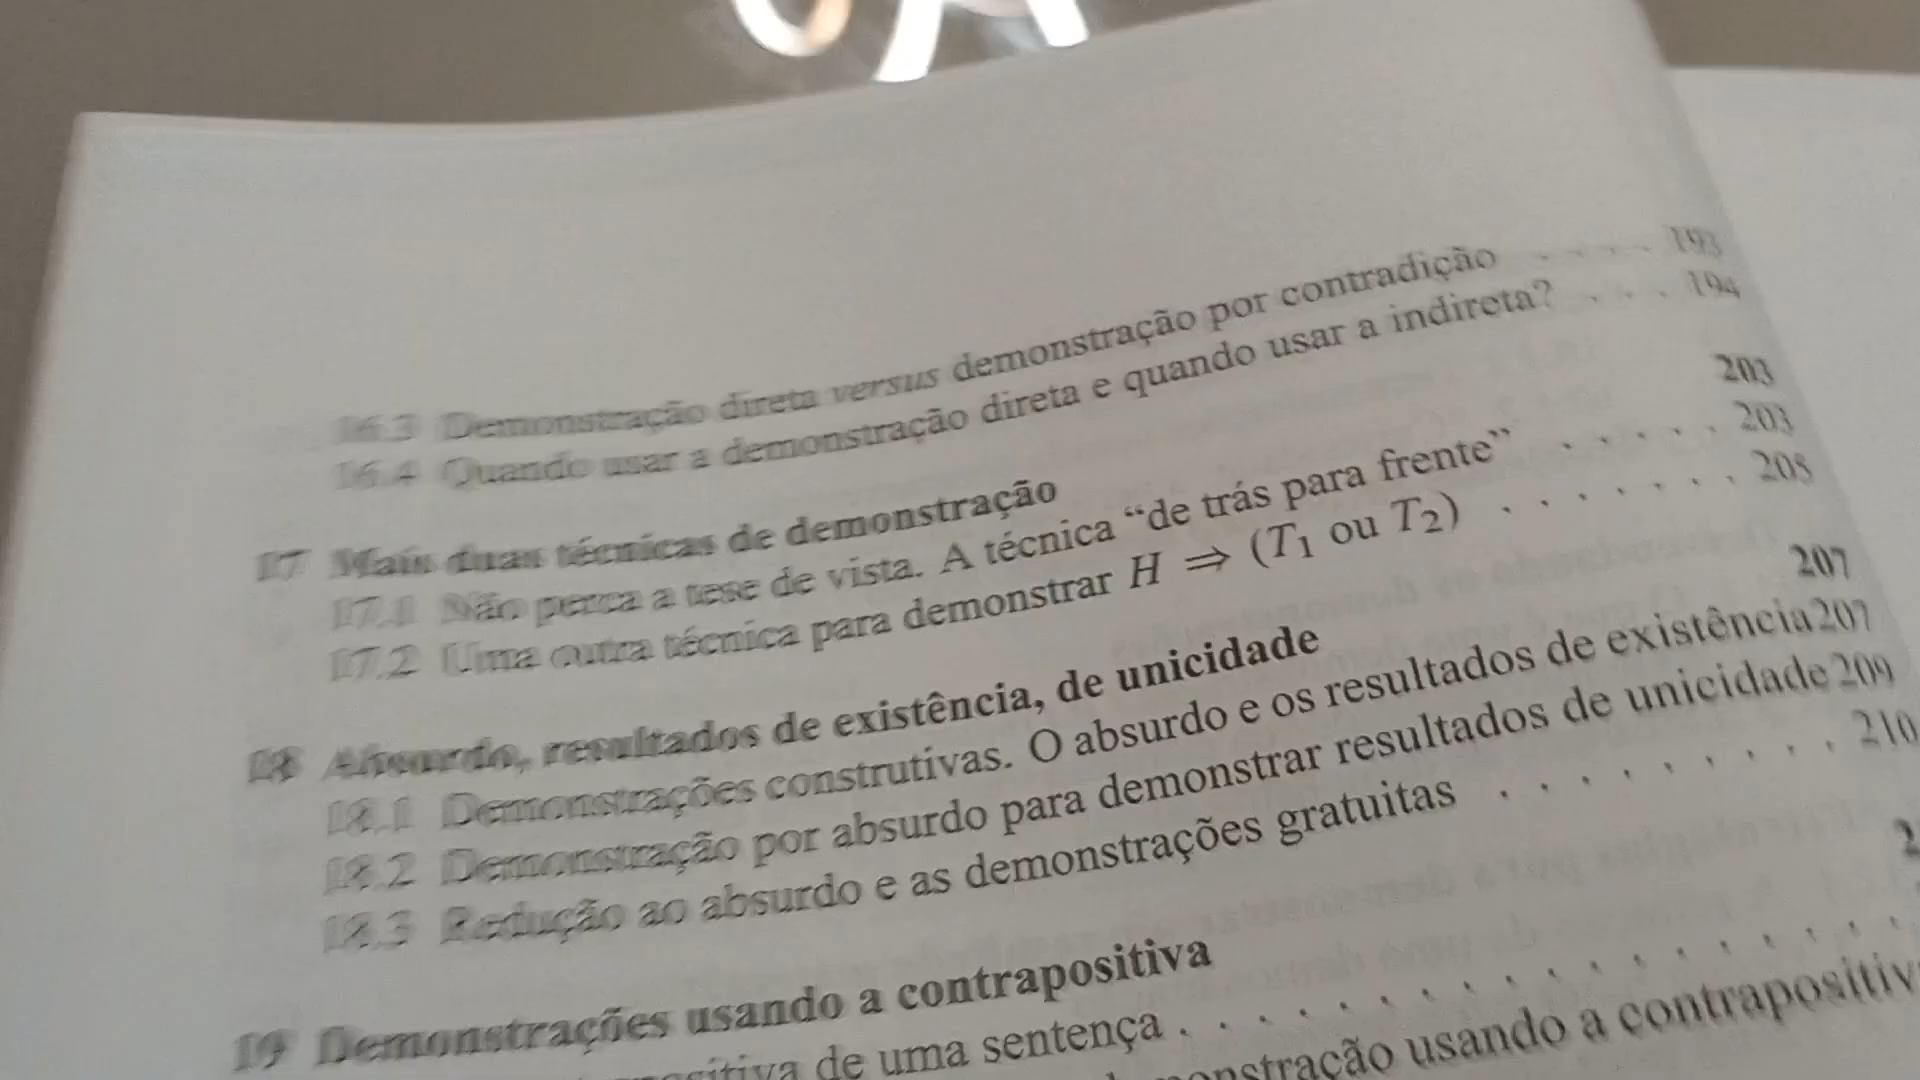 16.3 Demonstração direta versus demonstração por contradição . . . . 193
16.4 Quando usar a demonstração direta e quando usar a indireta? . . . 194
17 Mais duas técnicas de demonstração 203
17.1 Não perca a tese de vista. A técnica “de trás para frente” . . . . . 203
17.2 Uma outra técnica para demonstrar H ⇒ (T₁ ou T₂) . . . . . . . 205
18 Absurdo, resultados de existência, de unicidade 207
18.1 Demonstrações construtivas. O absurdo e os resultados de existência 207
18.2 Demonstração por absurdo para demonstrar resultados de unicidade 209
18.3 Redução ao absurdo e as demonstrações gratuitas . . . . . . . . . 210
19 Demonstrações usando a contrapositiva
de uma sentença . . . . . . . . . . . . . . . . .
usando a